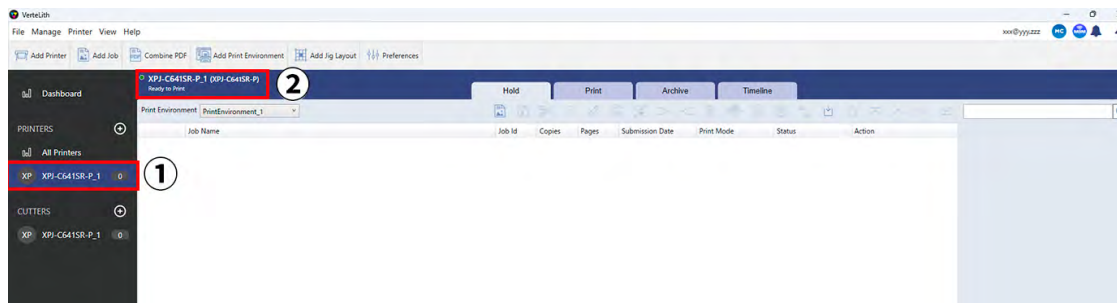 VerteLith
File Manage Printer View Help
xxx@yyy.zzz MC
Add Printer Add Job Combine PDF Add Print Environment Add Jig Layout Preferences
Dashboard
XPJ-C641SR-P_1 (XPJ-C641SR-P)
Ready to Print
2
Hold Print Archive Timeline
Print Environment PrintEnvironment_1
PRINTERS
Job Name Job Id Copies Pages Submission Date Print Mode Status Action
All Printers
XP XPJ-C641SR-P_1 0
1
CUTTERS
XP XPJ-C641SR-P_1 0